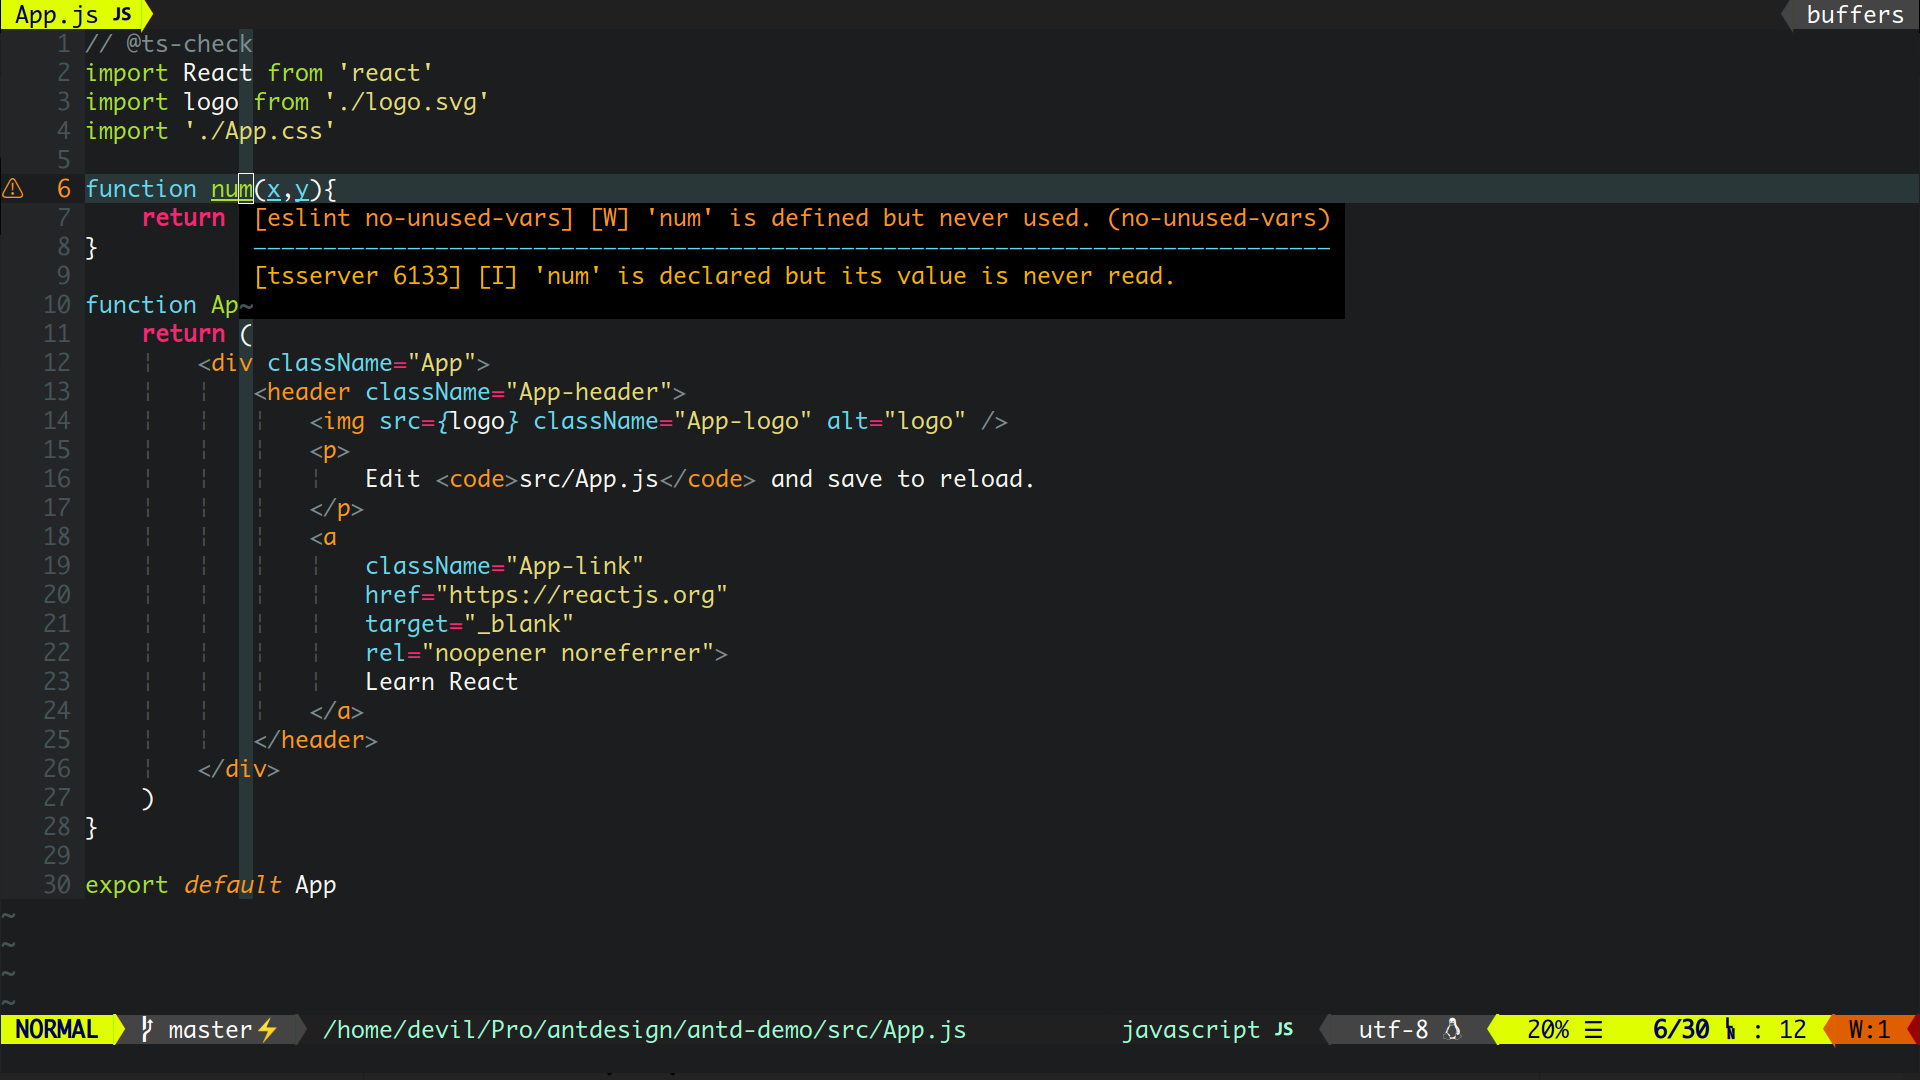 App.js JS buffers
1 // @ts-check
2 import React from 'react'
3 import logo from './logo.svg'
4 import './App.css'
5
6 function num(x,y){
7 return [eslint no-unused-vars] [W] 'num' is defined but never used. (no-unused-vars)
8 }
9 [tsserver 6133] [I] 'num' is declared but its value is never read.
10 function Ap~
11 return (
12 <div className="App">
13 <header className="App-header">
14 <img src={logo} className="App-logo" alt="logo" />
15 <p>
16 Edit <code>src/App.js</code> and save to reload.
17 </p>
18 <a
19 className="App-link"
20 href="https://reactjs.org"
21 target="_blank"
22 rel="noopener noreferrer">
23 Learn React
24 </a>
25 </header>
26 </div>
27 )
28 }
29
30 export default App
~
~
~
~
NORMAL master⚡ /home/devil/Pro/antdesign/antd-demo/src/App.js javascript JS utf-8 20% ☰ 6/30 : 12 W:1